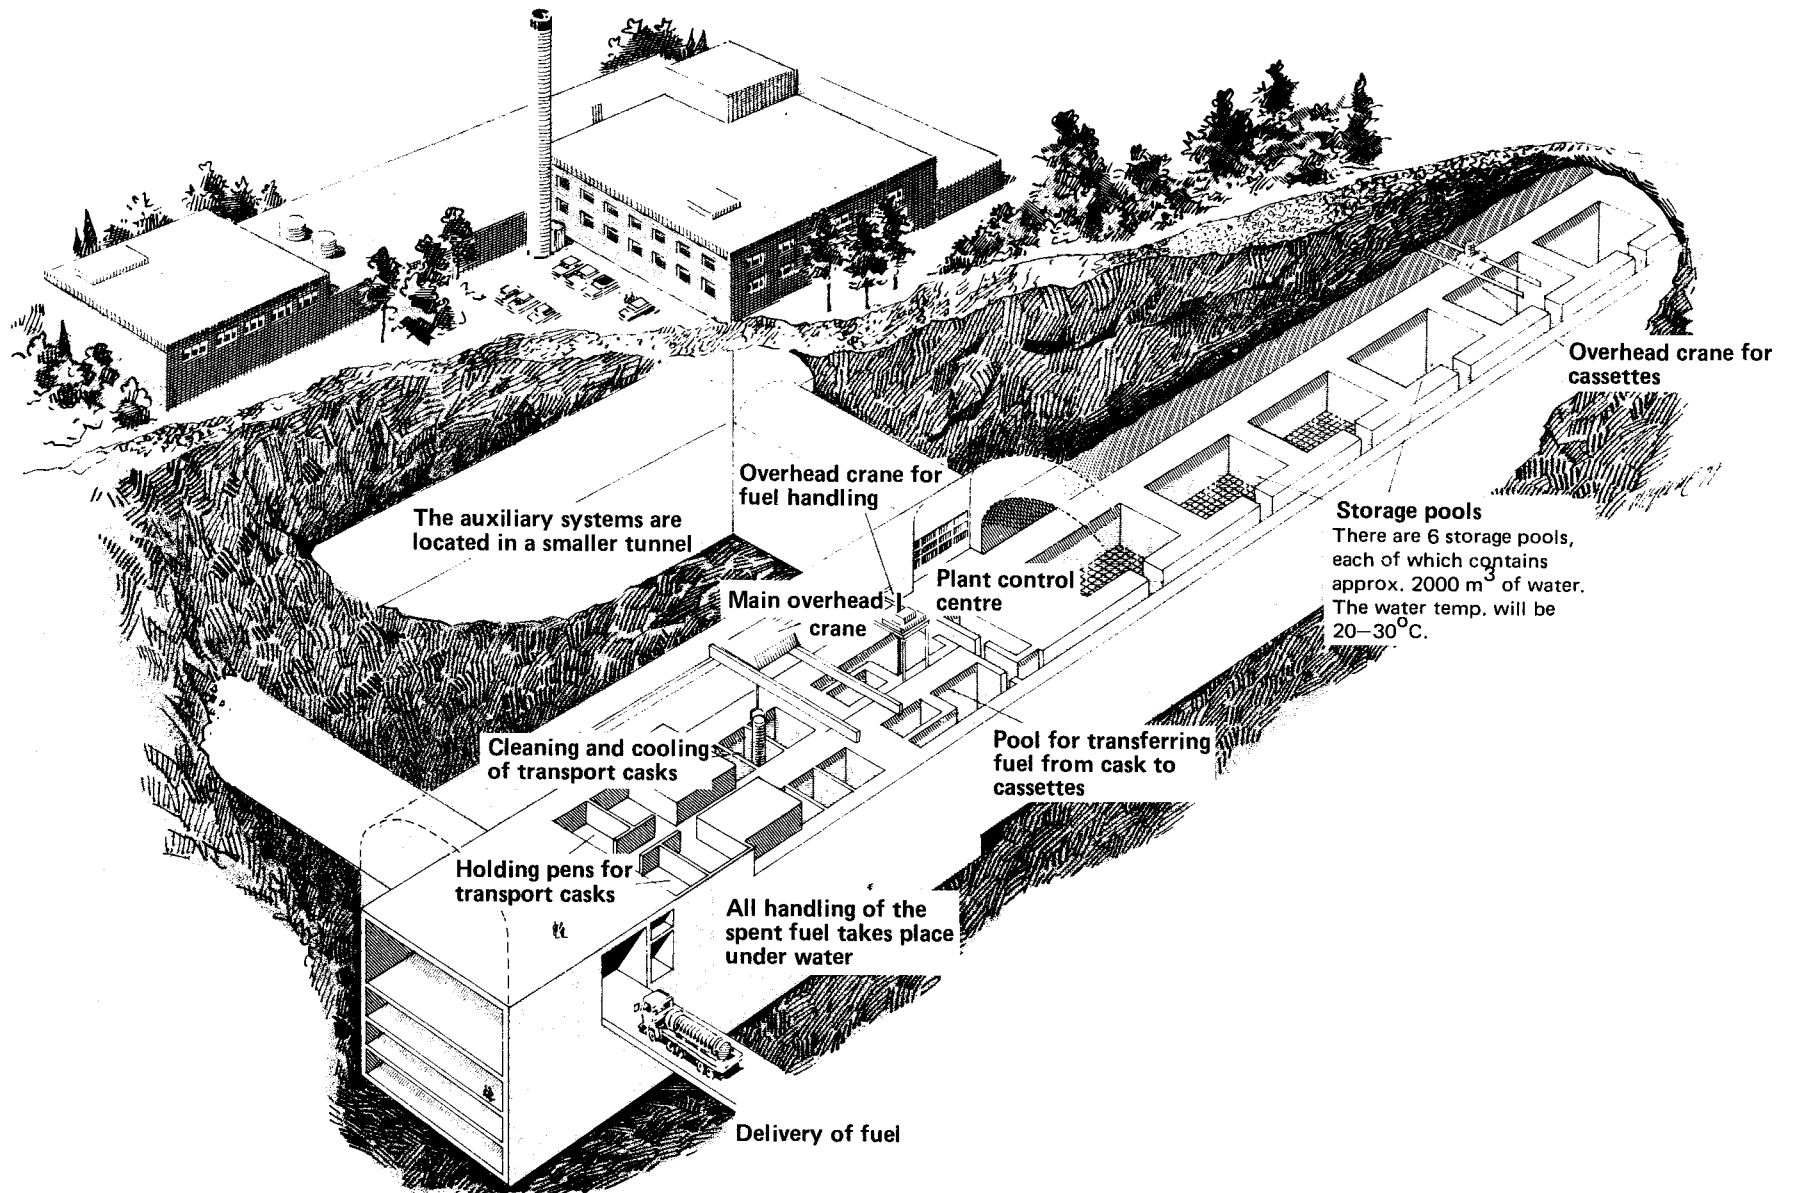 Overhead crane for
cassettes
Overhead crane for
fuel handling
The auxiliary systems are
located in a smaller tunnel
Storage pools
There are 6 storage pools,
each of which contains
approx. 2000 m³ of water.
The water temp. will be
20–30°C.
Plant control
centre
Main overhead
crane
Pool for transferring
fuel from cask to
cassettes
Cleaning and cooling
of transport casks
Holding pens for
transport casks
All handling of the
spent fuel takes place
under water
Delivery of fuel